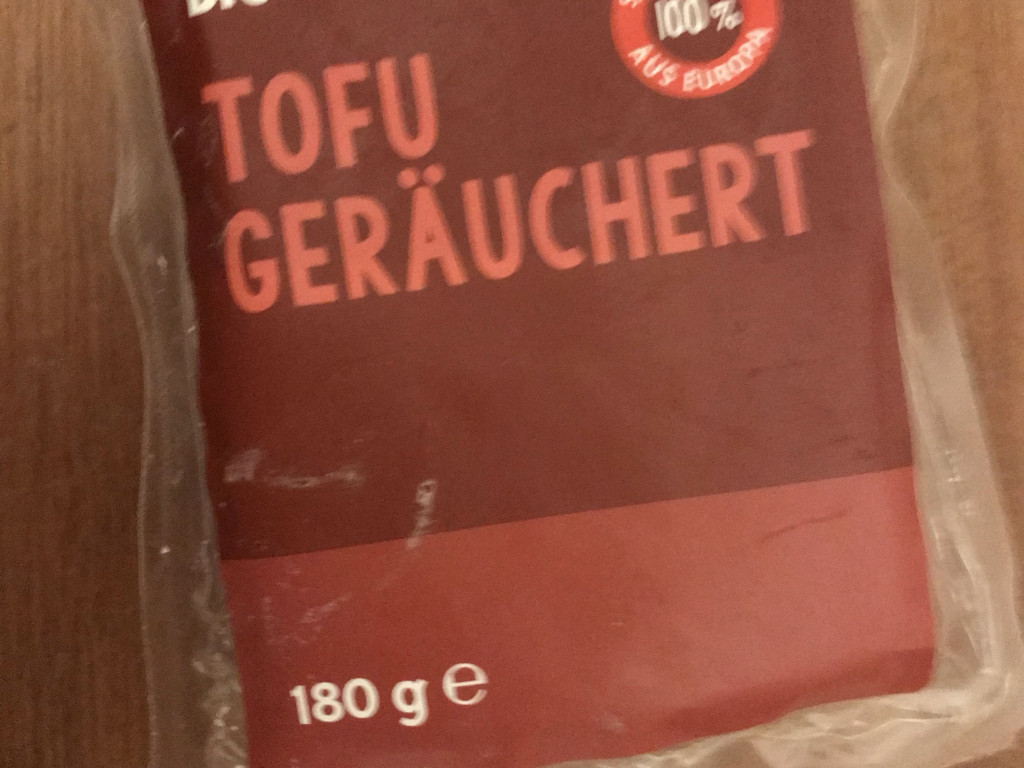 100%
AUS EUROPA
TOFU
GERÄUCHERT
180 g ℮